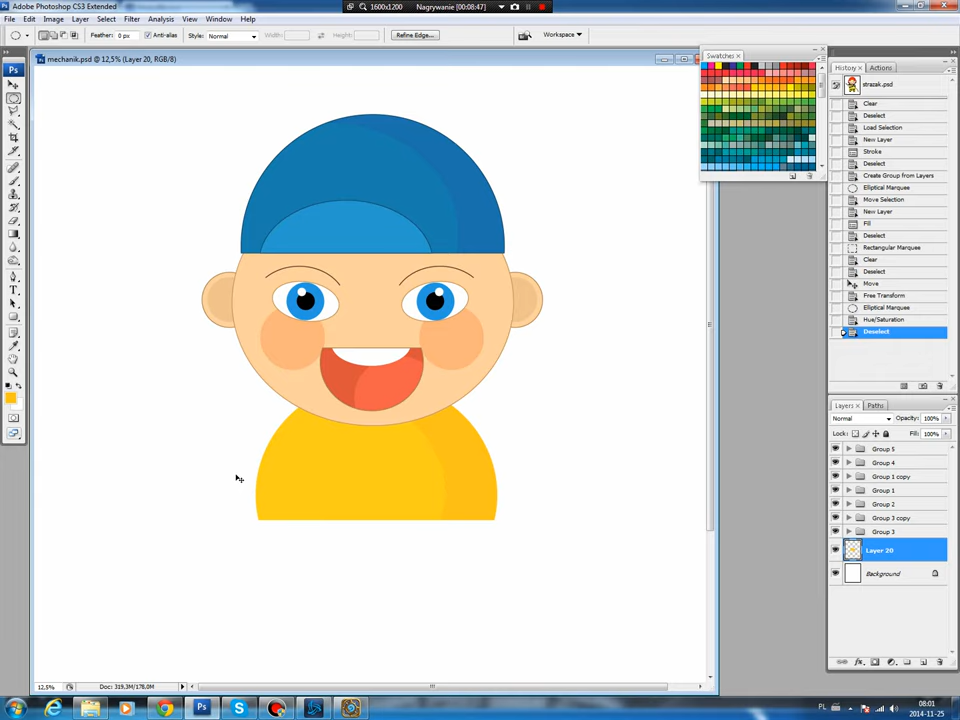 Adobe Photoshop CS3 Extended
1600x1200
Nagrywanie [00:08:47]
File Edit Image Layer Select Filter Analysis View Window Help
Feather: 0 px Anti-alias Style: Normal Width: Height: Refine Edge... Workspace
mechanik.psd @ 12,5% (Layer 20, RGB/8)
Swatches
History Actions
strazak.psd
Clear
Deselect
Load Selection
New Layer
Stroke
Deselect
Create Group from Layers
Elliptical Marquee
Move Selection
New Layer
Fill
Deselect
Rectangular Marquee
Clear
Deselect
Move
Free Transform
Elliptical Marquee
Hue/Saturation
Deselect
Layers Paths
Normal Opacity: 100%
Lock: Fill: 100%
Group 5
Group 4
Group 1 copy
Group 1
Group 2
Group 3 copy
Group 3
Layer 20
Background
12,5% Doc: 319,3M/178,0M
PL 08:01
2014-11-25